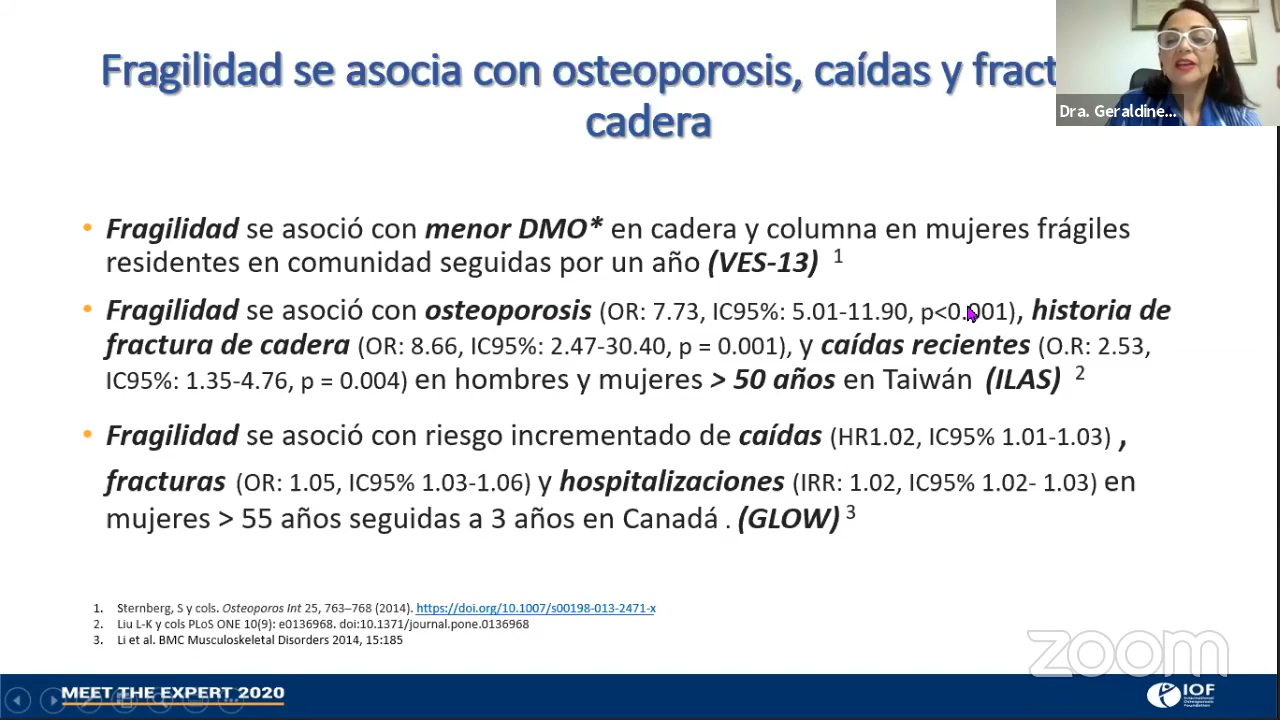 Fragilidad se asocia con osteoporosis, caídas y fract
cadera
Dra. Geraldine...
• Fragilidad se asoció con menor DMO* en cadera y columna en mujeres frágiles
residentes en comunidad seguidas por un año (VES-13) 1
• Fragilidad se asoció con osteoporosis (OR: 7.73, IC95%: 5.01-11.90, p<0.001), historia de
fractura de cadera (OR: 8.66, IC95%: 2.47-30.40, p = 0.001), y caídas recientes (O.R: 2.53,
IC95%: 1.35-4.76, p = 0.004) en hombres y mujeres > 50 años en Taiwán (ILAS) 2
• Fragilidad se asoció con riesgo incrementado de caídas (HR1.02, IC95% 1.01-1.03) ,
fracturas (OR: 1.05, IC95% 1.03-1.06) y hospitalizaciones (IRR: 1.02, IC95% 1.02- 1.03) en
mujeres > 55 años seguidas a 3 años en Canadá . (GLOW) 3
1. Sternberg, S y cols. Osteoporos Int 25, 763–768 (2014). https://doi.org/10.1007/s00198-013-2471-x
2. Liu L-K y cols PLoS ONE 10(9): e0136968. doi:10.1371/journal.pone.0136968
3. Li et al. BMC Musculoskeletal Disorders 2014, 15:185
zoom
MEET THE EXPERT 2020
IOF
International
Osteoporosis
Foundation